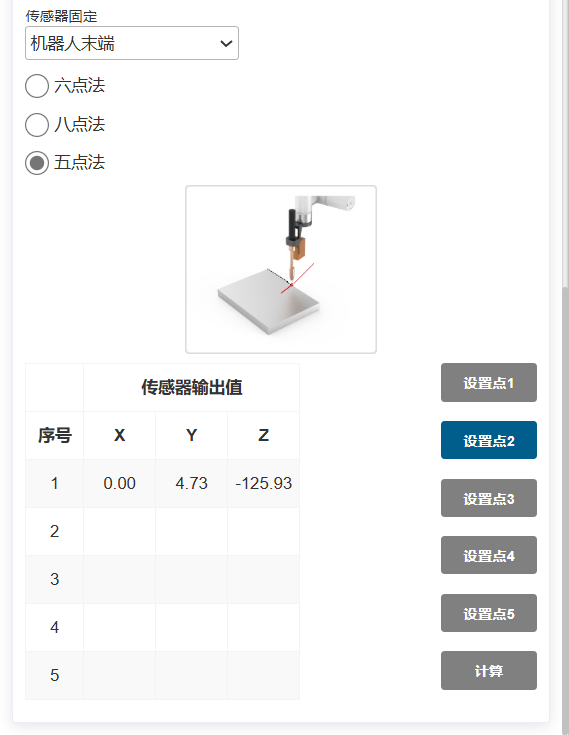 传感器固定
机器人末端
六点法
八点法
五点法
传感器输出值
序号 X Y Z
1 0.00 4.73 -125.93
2
3
4
5
设置点1
设置点2
设置点3
设置点4
设置点5
计算